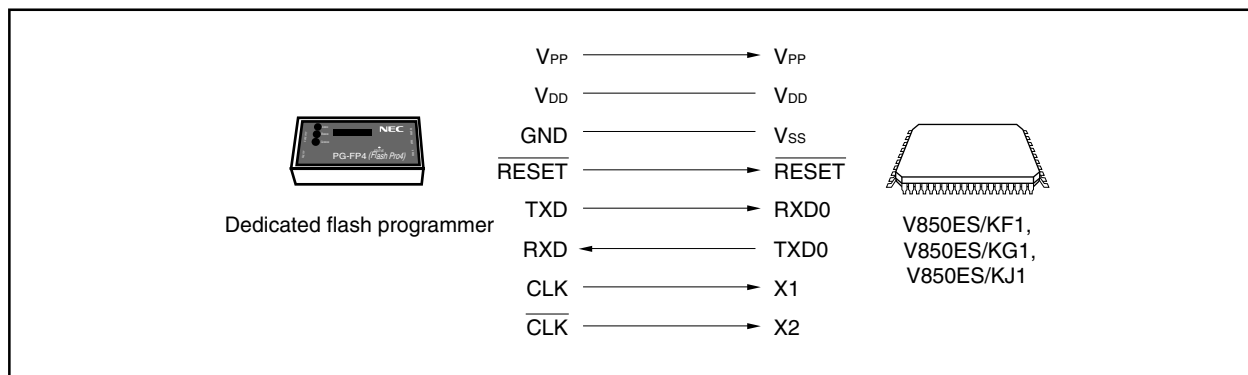 VPP VPP
VDD VDD
GND VSS
RESET RESET
TXD RXD0
RXD TXD0
CLK X1
CLK X2
NEC
PG-FP4 (Flash Pro4)
Dedicated flash programmer
V850ES/KF1,
V850ES/KG1,
V850ES/KJ1